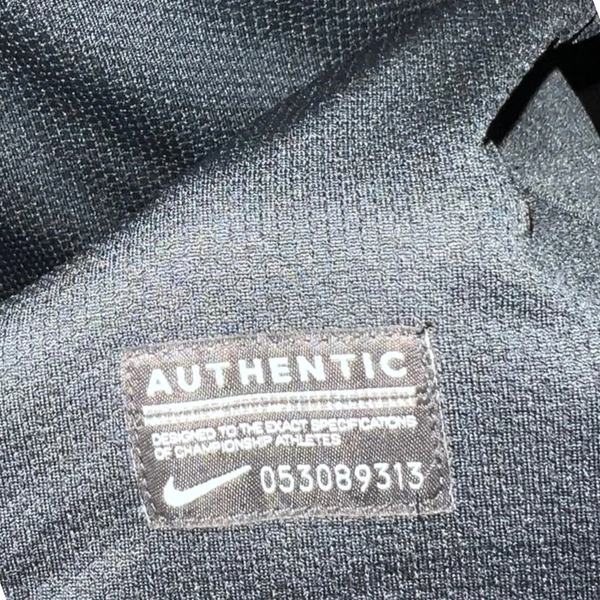 AUTHENTIC
DESIGNED TO THE EXACT SPECIFICATIONS
OF CHAMPIONSHIP ATHLETES
053089313